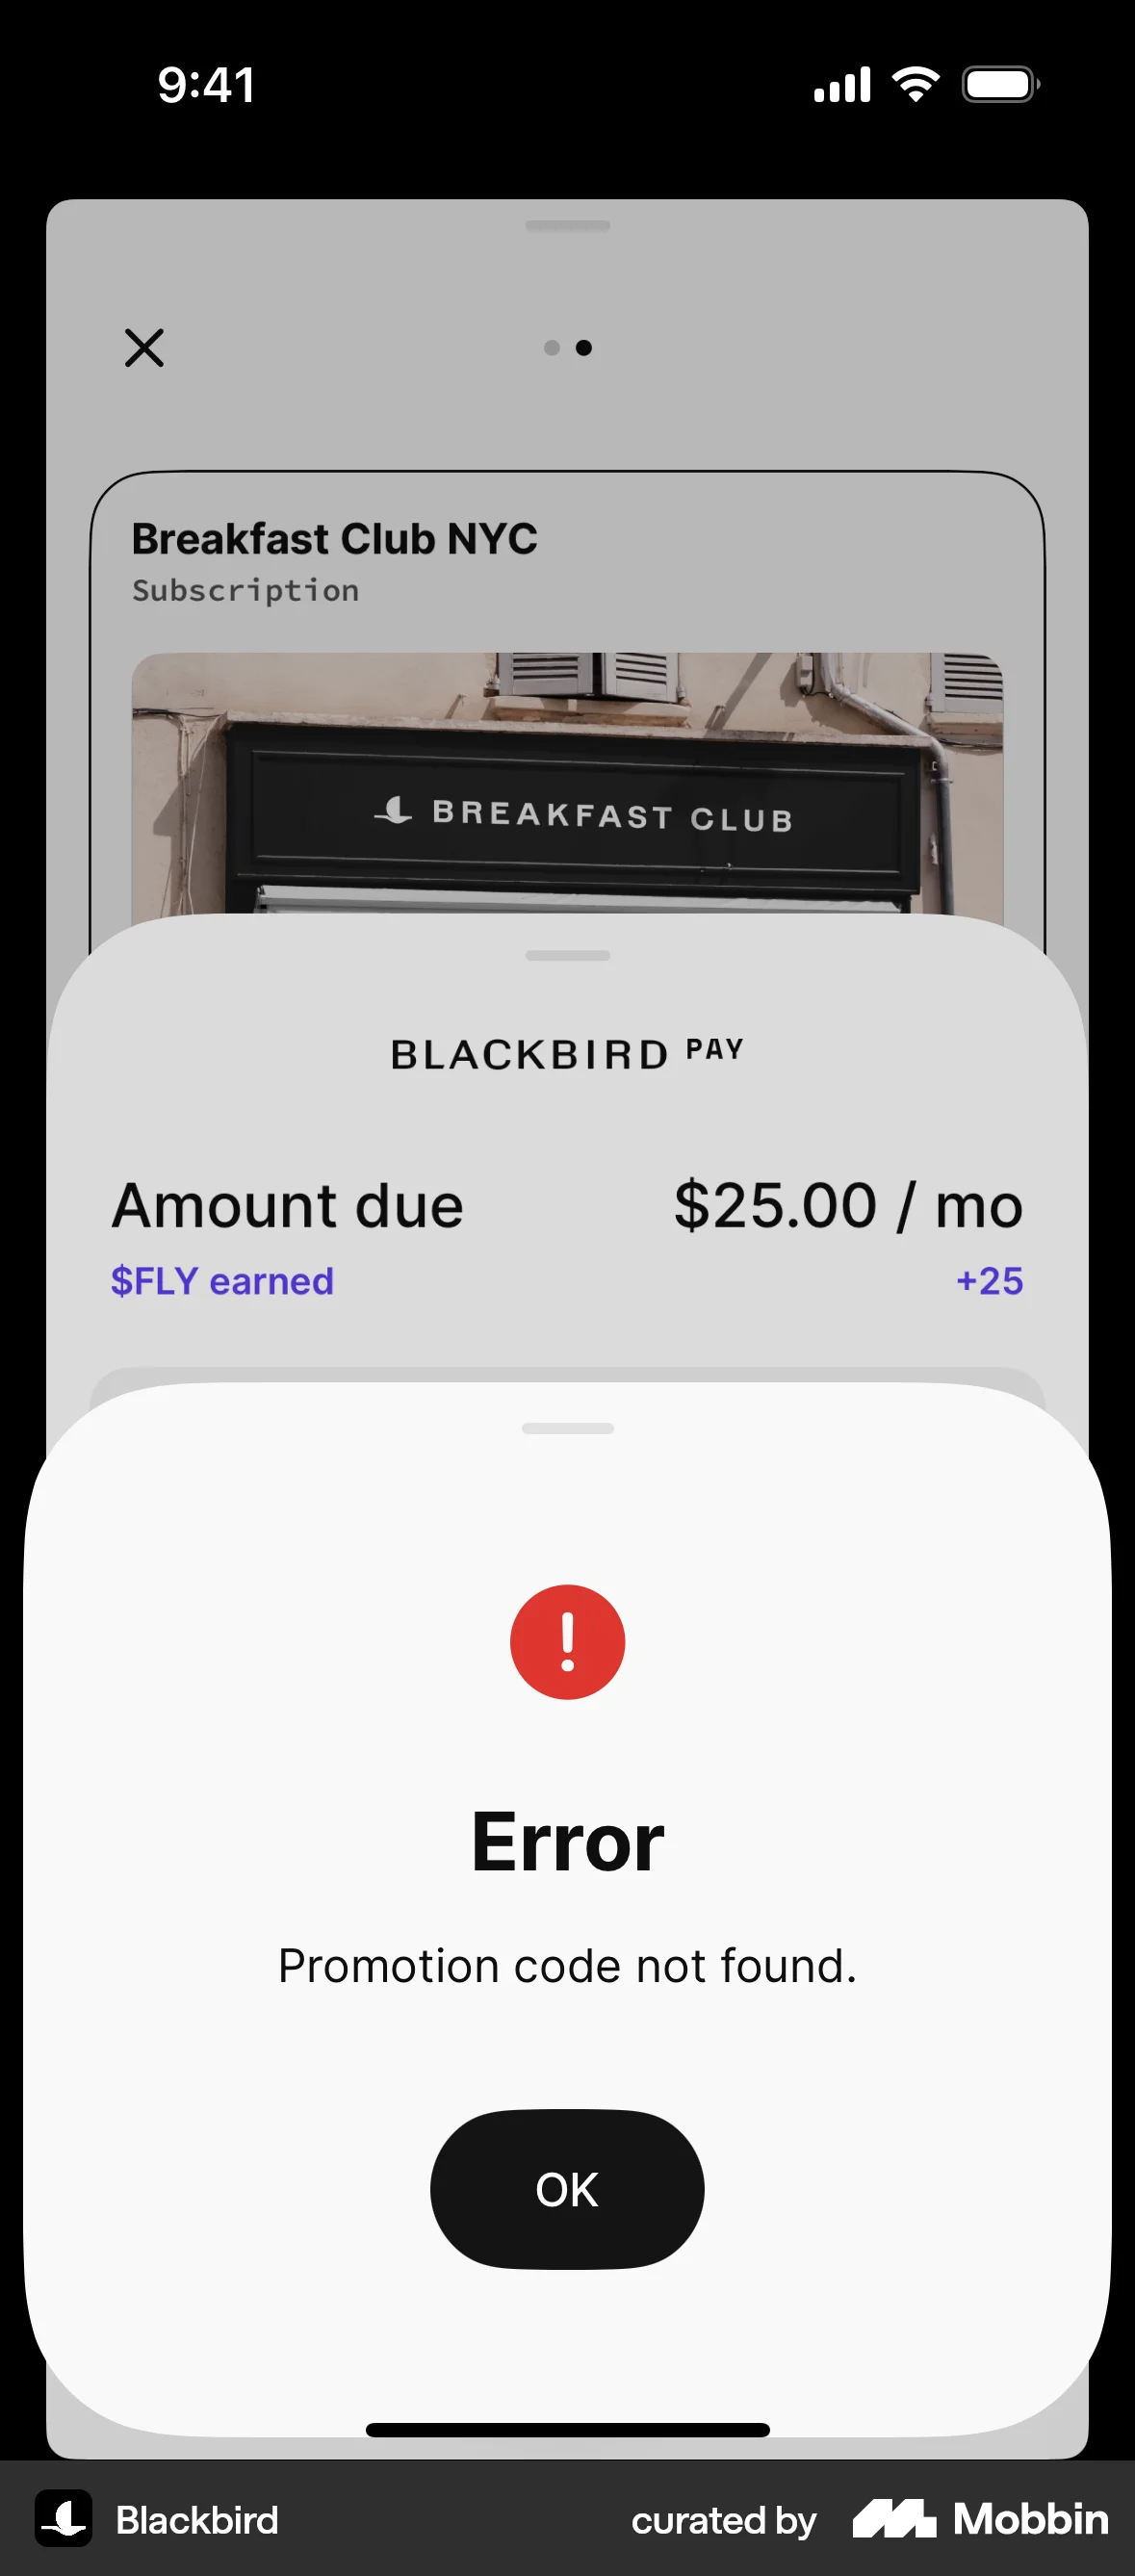 9:41
Breakfast Club NYC
Subscription
BREAKFAST CLUB
BLACKBIRD PAY
Amount due $25.00 / mo
$FLY earned +25
Error
Promotion code not found.
OK
Blackbird curated by Mobbin